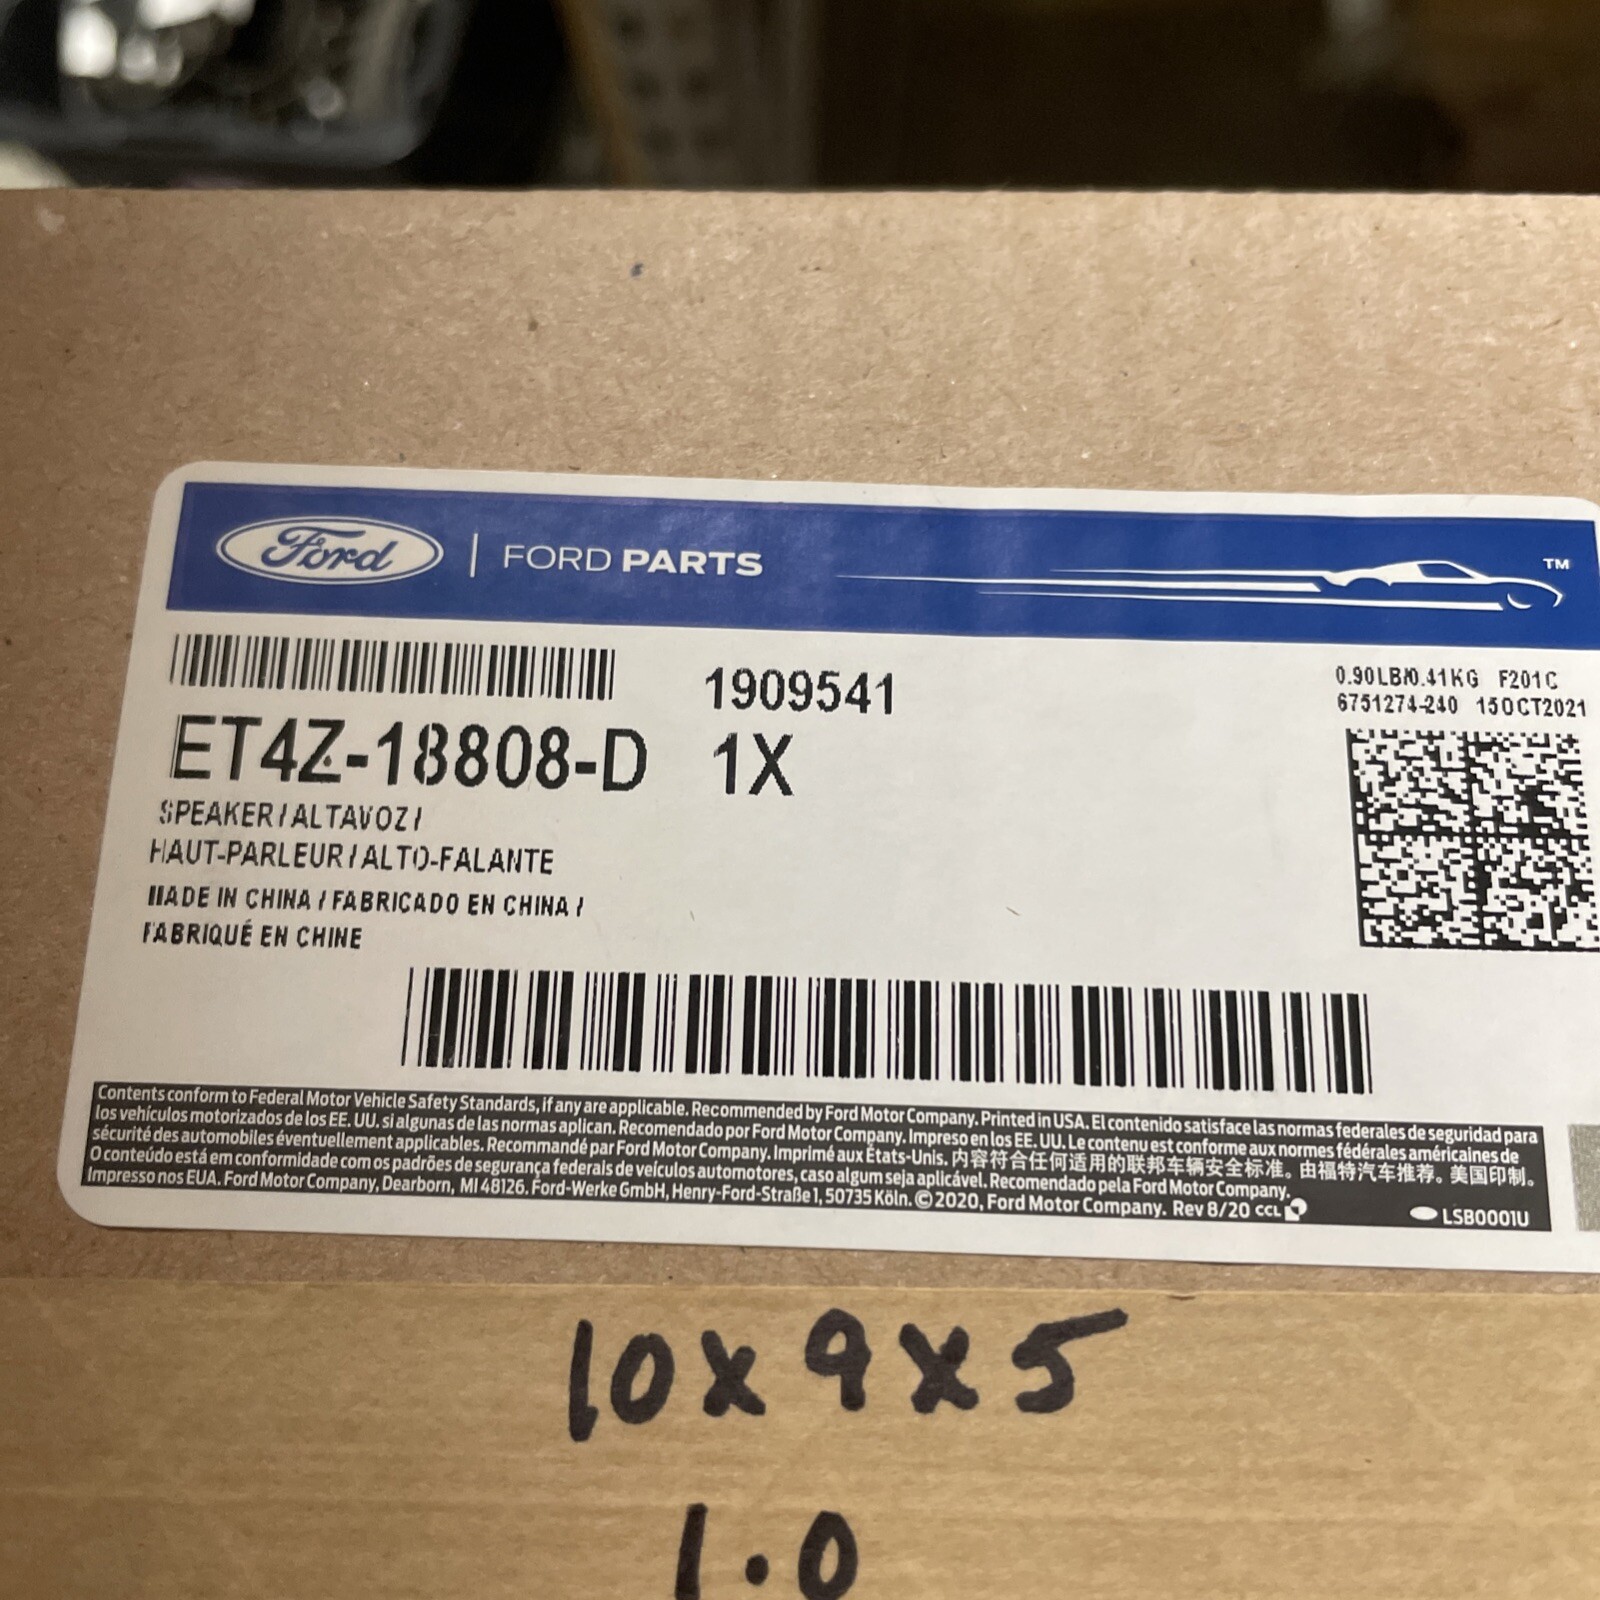 Ford | FORD PARTS
TM
1909541
0.90LB/0.41KG F201C
6751274-240 15OCT2021
ET4Z-18808-D 1X
SPEAKER/ALTAVOZ/
HAUT-PARLEUR/ALTO-FALANTE
MADE IN CHINA / FABRICADO EN CHINA /
FABRIQUÉ EN CHINE
Contents conform to Federal Motor Vehicle Safety Standards, if any are applicable. Recommended by Ford Motor Company. Printed in USA. El contenido satisface las normas federales de seguridad para
los vehículos motorizados de los EE. UU. si algunas de las normas aplican. Recomendado por Ford Motor Company. Impreso en los EE. UU. Le contenu est conforme aux normes fédérales américaines de
sécurité des automobiles éventuellement applicables. Recommandé par Ford Motor Company. Imprimé aux États-Unis. 内容符合任何适用的联邦车辆安全标准。由福特汽车推荐。美国印制。
O conteúdo está em conformidade com os padrões de segurança federais de veículos automotores, caso algum seja aplicável. Recomendado pela Ford Motor Company.
Impresso nos EUA. Ford Motor Company, Dearborn, MI 48126. Ford-Werke GmbH, Henry-Ford-Straße 1, 50735 Köln. © 2020, Ford Motor Company. Rev 8/20 CCL
LSB0001U
10 x 9 x 5
1.0